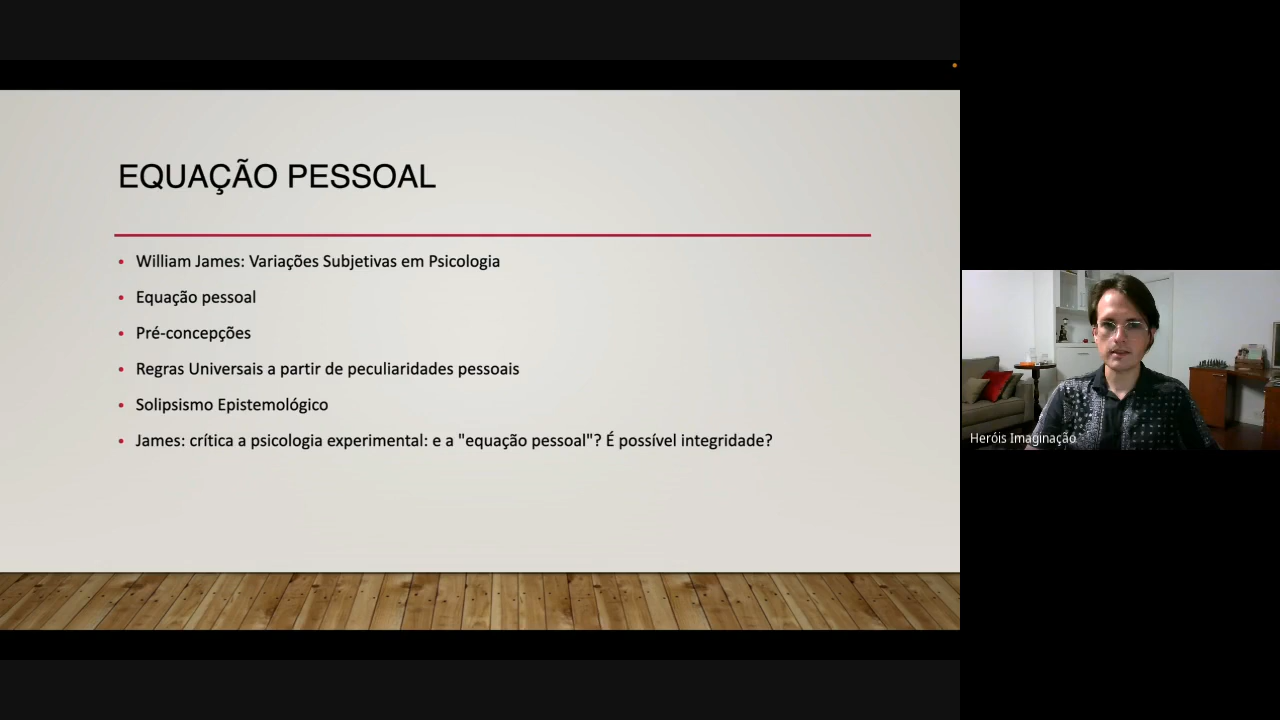 EQUAÇÃO PESSOAL
William James: Variações Subjetivas em Psicologia
Equação pessoal
Pré-concepções
Regras Universais a partir de peculiaridades pessoais
Solipsismo Epistemológico
James: crítica a psicologia experimental: e a "equação pessoal"? É possível integridade?
Heróis Imaginação